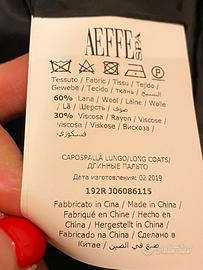 AEFFE SPA
Tessuto / Fabric / Tissu / Tejido /
Gewebe / Tecido / ткань / النسيج
60% Lana / Wool / Laine / Wolle
/ Lã / Шерсть / صوف
30% Viscosa / Rayon / Viscose /
Viscosa / Viskose / Вискоза /
فسكوزي
CAPOSPALLA LUNGO/LONG COATS/
ДЛИННЫЕ ПАЛЬТО
Дата изготовления: 02 2019
192R J06086115
Fabbricato in Cina / Made in China /
Fabriqué en Chine / Hecho en
China / Hergestellt in China /
Fabricado na China / Сделано в
Китае / صنع في الصين